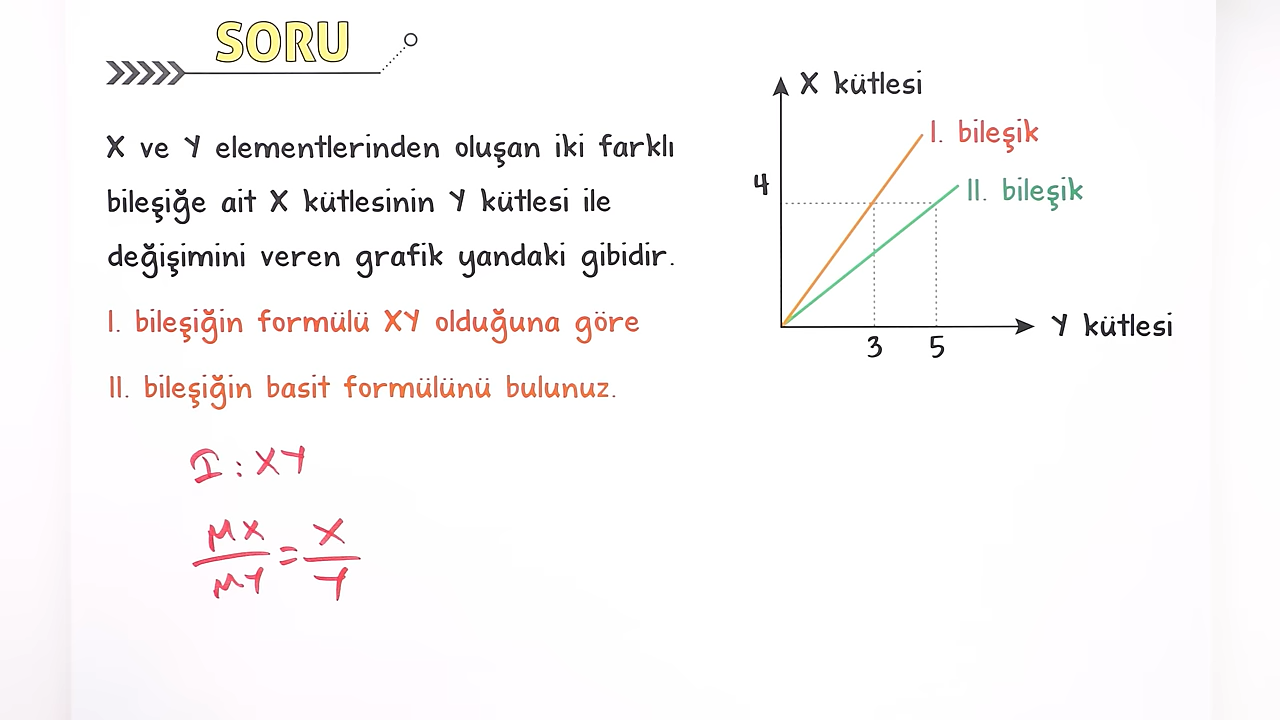 SORU
X ve Y elementlerinden oluşan iki farklı
bileşiğe ait X kütlesinin Y kütlesi ile
değişimini veren grafik yandaki gibidir.
I. bileşiğin formülü XY olduğuna göre
II. bileşiğin basit formülünü bulunuz.
I : XY
MX
MY
=
X
Y
X kütlesi
I. bileşik
4
II. bileşik
Y kütlesi
3 5